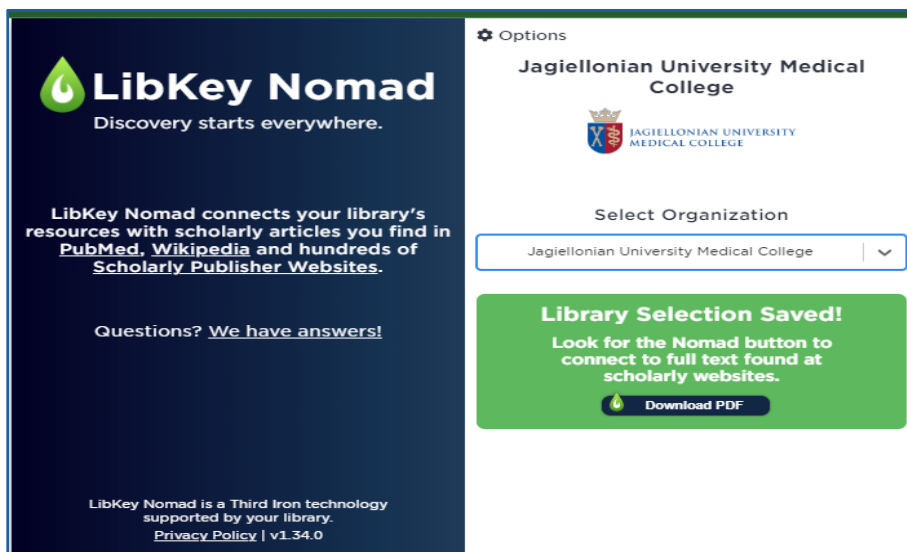 LibKey Nomad
Discovery starts everywhere.
LibKey Nomad connects your library's
resources with scholarly articles you find in
PubMed, Wikipedia and hundreds of
Scholarly Publisher Websites.
Questions? We have answers!
LibKey Nomad is a Third Iron technology
supported by your library.
Privacy Policy | v1.34.0
Options
Jagiellonian University Medical
College
JAGIELLONIAN UNIVERSITY
MEDICAL COLLEGE
Select Organization
Jagiellonian University Medical College
Library Selection Saved!
Look for the Nomad button to
connect to full text found at
scholarly websites.
Download PDF